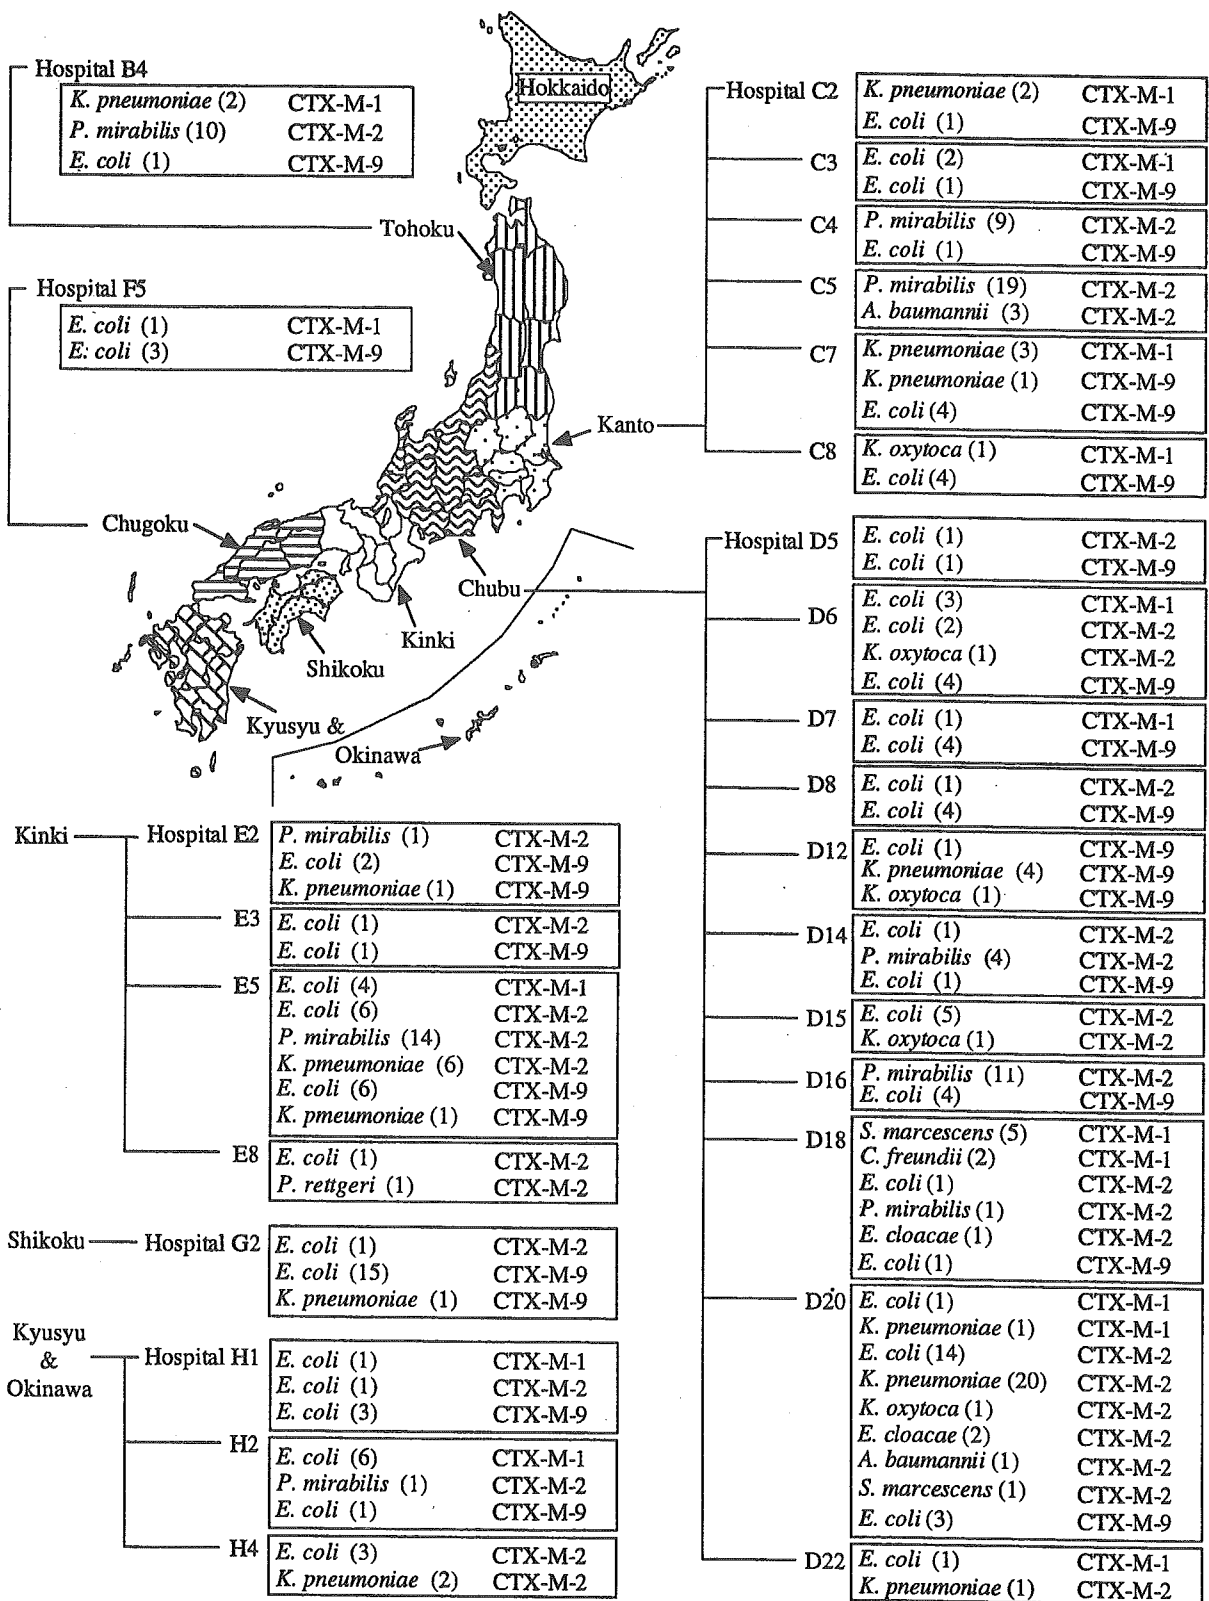 Hospital B4
K. pneumoniae (2) CTX-M-1
P. mirabilis (10) CTX-M-2
E. coli (1) CTX-M-9
Hospital F5
E. coli (1) CTX-M-1
E. coli (3) CTX-M-9
Hokkaido
Tohoku
Kanto
Chugoku
Chubu
Kinki
Shikoku
Kyusyu &
Okinawa
Hospital C2
K. pneumoniae (2) CTX-M-1
E. coli (1) CTX-M-9
C3
E. coli (2) CTX-M-1
E. coli (1) CTX-M-9
C4
P. mirabilis (9) CTX-M-2
E. coli (1) CTX-M-9
C5
P. mirabilis (19) CTX-M-2
A. baumannii (3) CTX-M-2
C7
K. pneumoniae (3) CTX-M-1
K. pneumoniae (1) CTX-M-9
E. coli (4) CTX-M-9
C8
K. oxytoca (1) CTX-M-1
E. coli (4) CTX-M-9
Hospital D5
E. coli (1) CTX-M-2
E. coli (1) CTX-M-9
D6
E. coli (3) CTX-M-1
E. coli (2) CTX-M-2
K. oxytoca (1) CTX-M-2
E. coli (4) CTX-M-9
D7
E. coli (1) CTX-M-1
E. coli (4) CTX-M-9
D8
E. coli (1) CTX-M-2
E. coli (4) CTX-M-9
D12
E. coli (1) CTX-M-9
K. pneumoniae (4) CTX-M-9
K. oxytoca (1) CTX-M-9
D14
E. coli (1) CTX-M-2
P. mirabilis (4) CTX-M-2
E. coli (1) CTX-M-9
D15
E. coli (5) CTX-M-2
K. oxytoca (1) CTX-M-2
D16
P. mirabilis (11) CTX-M-2
E. coli (4) CTX-M-9
D18
S. marcescens (5) CTX-M-1
C. freundii (2) CTX-M-1
E. coli (1) CTX-M-2
P. mirabilis (1) CTX-M-2
E. cloacae (1) CTX-M-2
E. coli (1) CTX-M-9
D20
E. coli (1) CTX-M-1
K. pneumoniae (1) CTX-M-1
E. coli (14) CTX-M-2
K. pneumoniae (20) CTX-M-2
K. oxytoca (1) CTX-M-2
E. cloacae (2) CTX-M-2
A. baumannii (1) CTX-M-2
S. marcescens (1) CTX-M-2
E. coli (3) CTX-M-9
D22
E. coli (1) CTX-M-1
K. pneumoniae (1) CTX-M-2
Kinki
Hospital E2
P. mirabilis (1) CTX-M-2
E. coli (2) CTX-M-9
K. pneumoniae (1) CTX-M-9
E3
E. coli (1) CTX-M-2
E. coli (1) CTX-M-9
E5
E. coli (4) CTX-M-1
E. coli (6) CTX-M-2
P. mirabilis (14) CTX-M-2
K. pmeumoniae (6) CTX-M-2
E. coli (6) CTX-M-9
K. pmeumoniae (1) CTX-M-9
E8
E. coli (1) CTX-M-2
P. rettgeri (1) CTX-M-2
Shikoku
Hospital G2
E. coli (1) CTX-M-2
E. coli (15) CTX-M-9
K. pneumoniae (1) CTX-M-9
Kyusyu
&
Okinawa
Hospital H1
E. coli (1) CTX-M-1
E. coli (1) CTX-M-2
E. coli (3) CTX-M-9
H2
E. coli (6) CTX-M-1
P. mirabilis (1) CTX-M-2
E. coli (1) CTX-M-9
H4
E. coli (3) CTX-M-2
K. pneumoniae (2) CTX-M-2